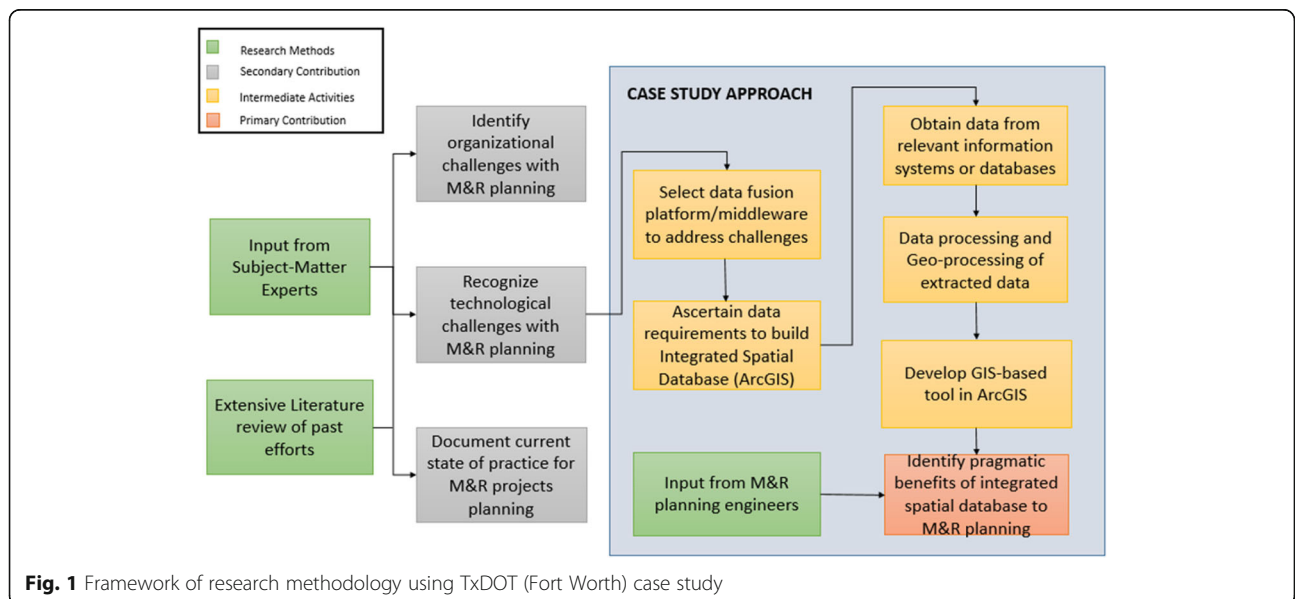 Research Methods
Secondary Contribution
Intermediate Activities
Primary Contribution
Input from
Subject-Matter
Experts
Extensive Literature
review of past
efforts
Identify
organizational
challenges with
M&R planning
Recognize
technological
challenges with
M&R planning
Document current
state of practice for
M&R projects
planning
CASE STUDY APPROACH
Select data fusion
platform/middleware
to address challenges
Ascertain data
requirements to build
Integrated Spatial
Database (ArcGIS)
Input from M&R
planning engineers
Obtain data from
relevant information
systems or databases
Data processing and
Geo-processing of
extracted data
Develop GIS-based
tool in ArcGIS
Identify pragmatic
benefits of integrated
spatial database to
M&R planning
Fig. 1 Framework of research methodology using TxDOT (Fort Worth) case study